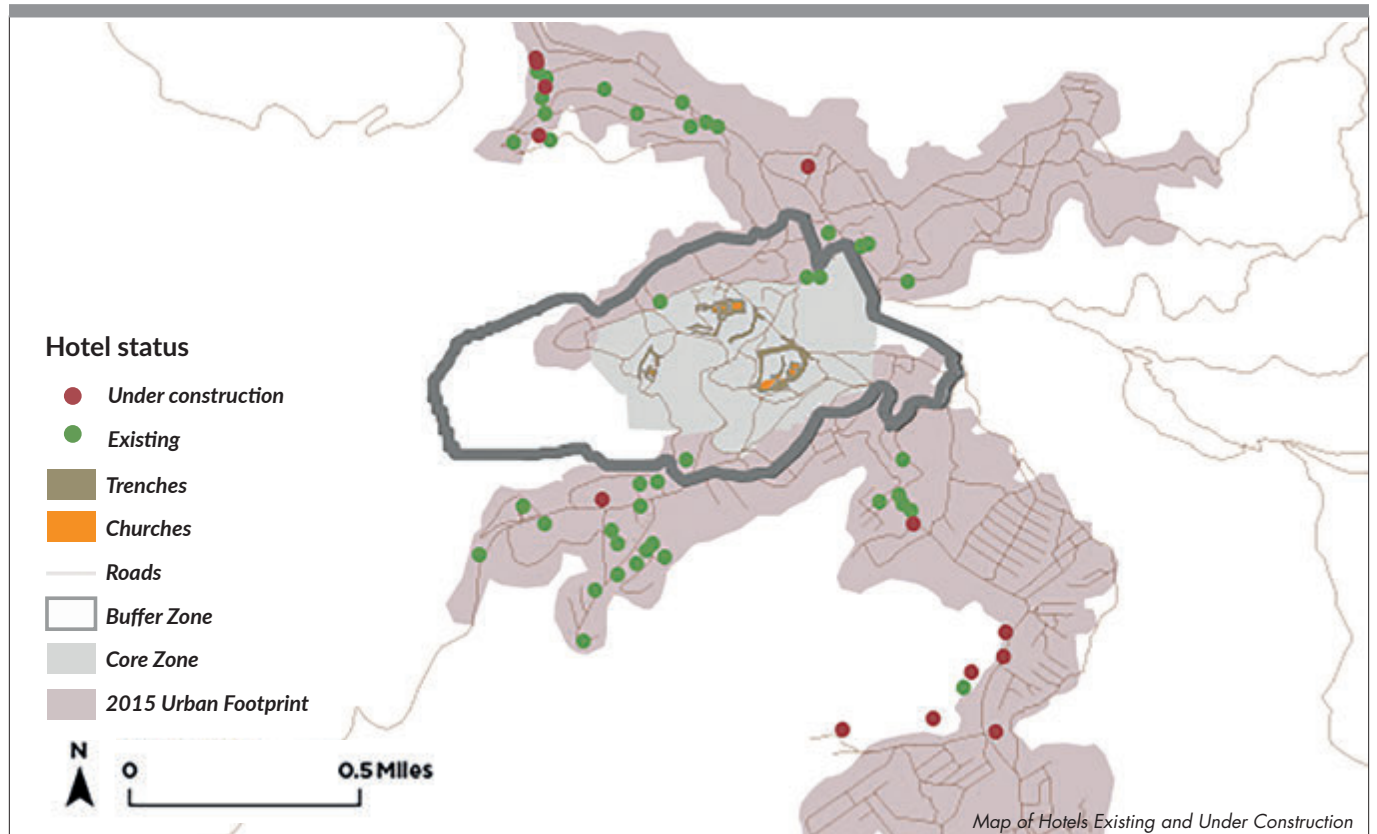 Hotel status
Under construction
Existing
Trenches
Churches
Roads
Buffer Zone
Core Zone
2015 Urban Footprint
N
0 0.5 Miles
Map of Hotels Existing and Under Construction